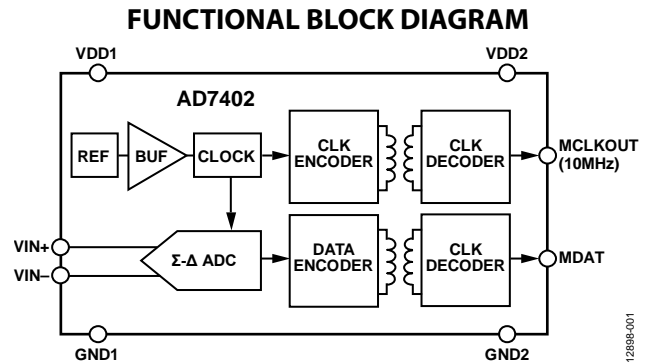 FUNCTIONAL BLOCK DIAGRAM
VDD1
VDD2
AD7402
REF
BUF
CLOCK
CLK
ENCODER
CLK
DECODER
MCLKOUT
(10MHz)
VIN+
VIN–
Σ-Δ ADC
DATA
ENCODER
CLK
DECODER
MDAT
GND1
GND2
12898-001